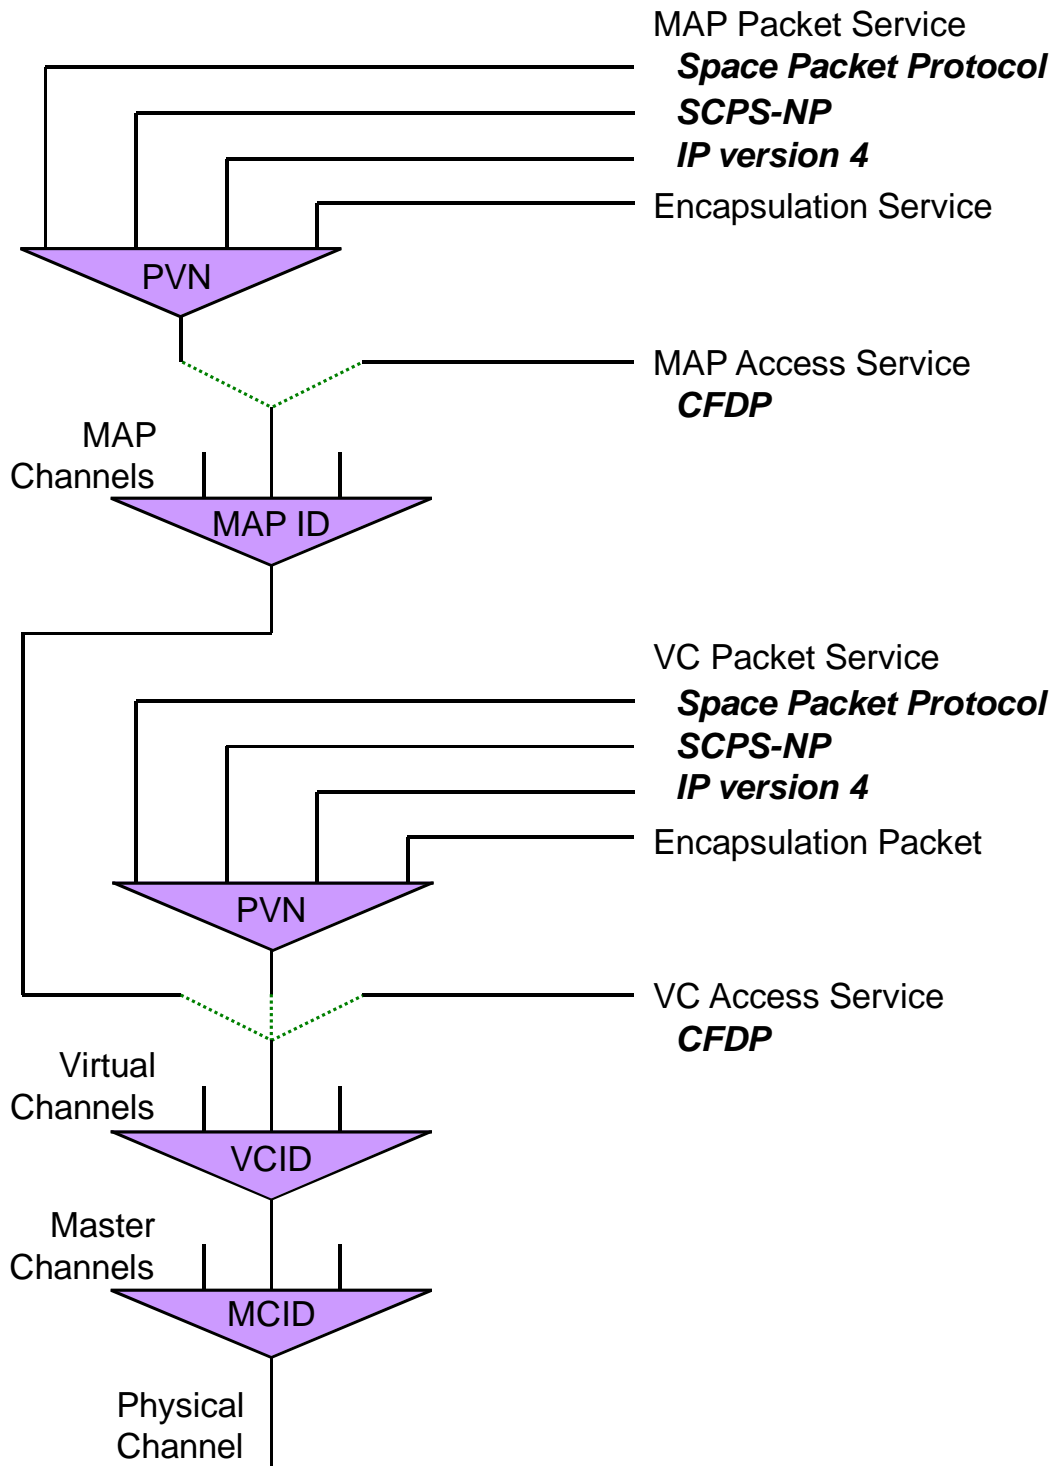 MAP Packet Service
Space Packet Protocol
SCPS-NP
IP version 4
Encapsulation Service
PVN
MAP Access Service
CFDP
MAP
Channels
MAP ID
VC Packet Service
Space Packet Protocol
SCPS-NP
IP version 4
Encapsulation Packet
PVN
VC Access Service
CFDP
Virtual
Channels
VCID
Master
Channels
MCID
Physical
Channel